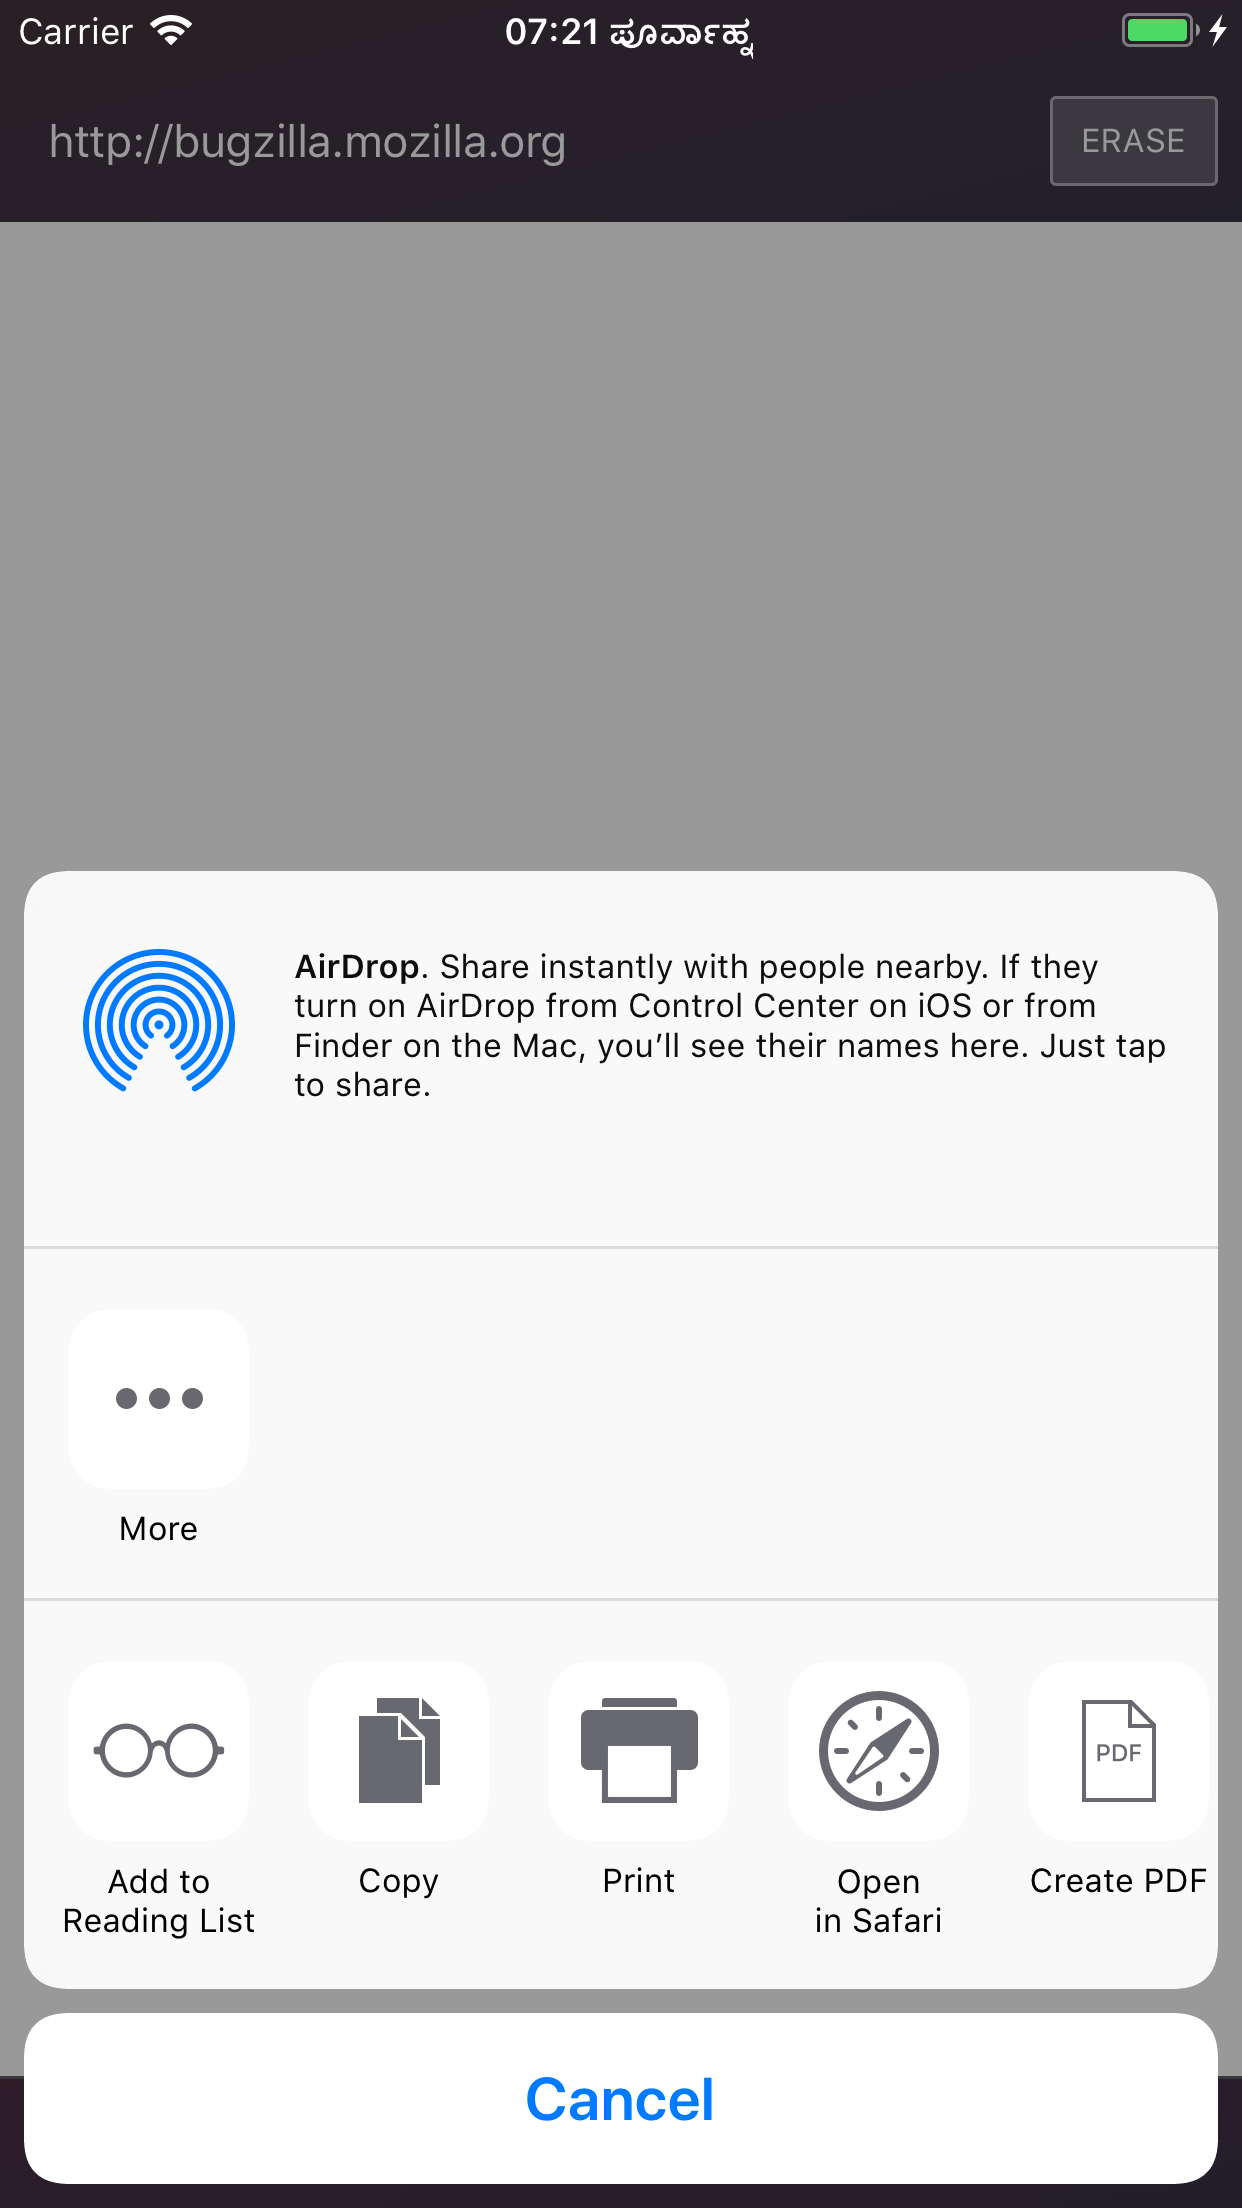 Carrier 07:21 ಪೂರ್ವಾಹ್ನ
http://bugzilla.mozilla.org ERASE
AirDrop. Share instantly with people nearby. If they
turn on AirDrop from Control Center on iOS or from
Finder on the Mac, you’ll see their names here. Just tap
to share.
More
Add to
Reading List
Copy
Print
Open
in Safari
PDF
Create PDF
Cancel